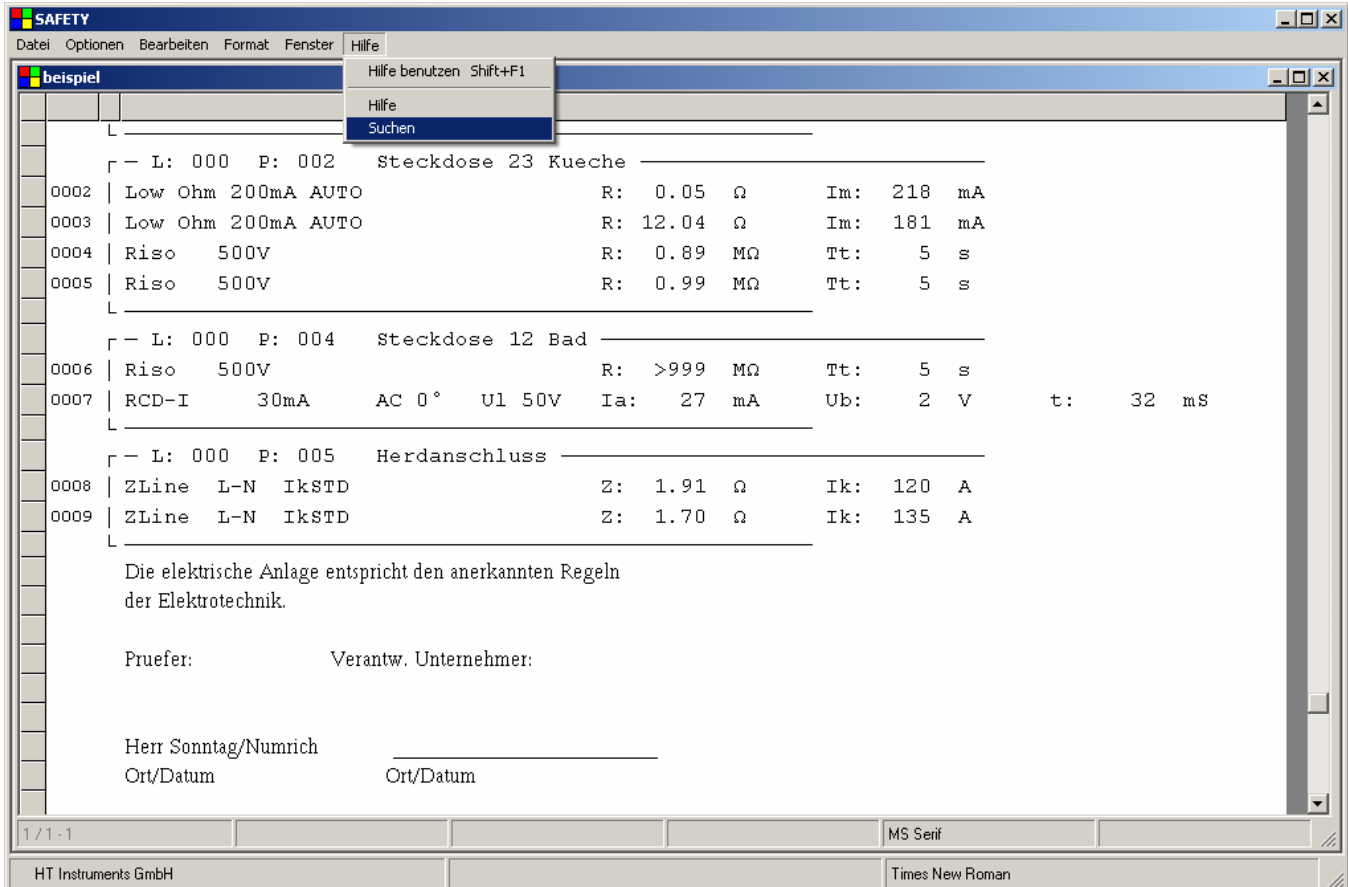 SAFETY
Datei Optionen Bearbeiten Format Fenster Hilfe
Hilfe benutzen Shift+F1
Hilfe
Suchen
beispiel
L: 000 P: 002 Steckdose 23 Kueche
0002 | Low Ohm 200mA AUTO R: 0.05 Ω Im: 218 mA
0003 | Low Ohm 200mA AUTO R: 12.04 Ω Im: 181 mA
0004 | Riso 500V R: 0.89 MΩ Tt: 5 s
0005 | Riso 500V R: 0.99 MΩ Tt: 5 s
L: 000 P: 004 Steckdose 12 Bad
0006 | Riso 500V R: >999 MΩ Tt: 5 s
0007 | RCD-I 30mA AC 0° Ul 50V Ia: 27 mA Ub: 2 V t: 32 mS
L: 000 P: 005 Herdanschluss
0008 | ZLine L-N IkSTD Z: 1.91 Ω Ik: 120 A
0009 | ZLine L-N IkSTD Z: 1.70 Ω Ik: 135 A
Die elektrische Anlage entspricht den anerkannten Regeln
der Elektrotechnik.
Pruefer: Verantw. Unternehmer:
Herr Sonntag/Numrich
Ort/Datum Ort/Datum
1 / 1 - 1 MS Serif
HT Instruments GmbH Times New Roman